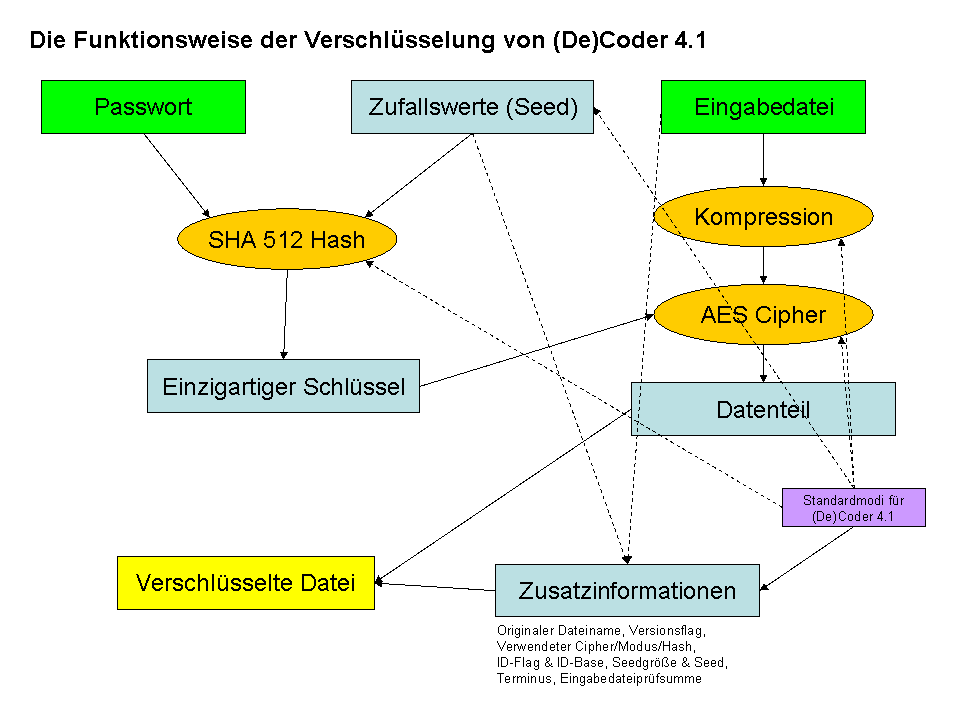 Die Funktionsweise der Verschlüsselung von (De)Coder 4.1
Passwort
Zufallswerte (Seed)
Eingabedatei
Kompression
SHA 512 Hash
AES Cipher
Einzigartiger Schlüssel
Datenteil
Standardmodi für
(De)Coder 4.1
Verschlüsselte Datei
Zusatzinformationen
Originaler Dateiname, Versionsflag,
Verwendeter Cipher/Modus/Hash,
ID-Flag & ID-Base, Seedgröße & Seed,
Terminus, Eingabedateiprüfsumme